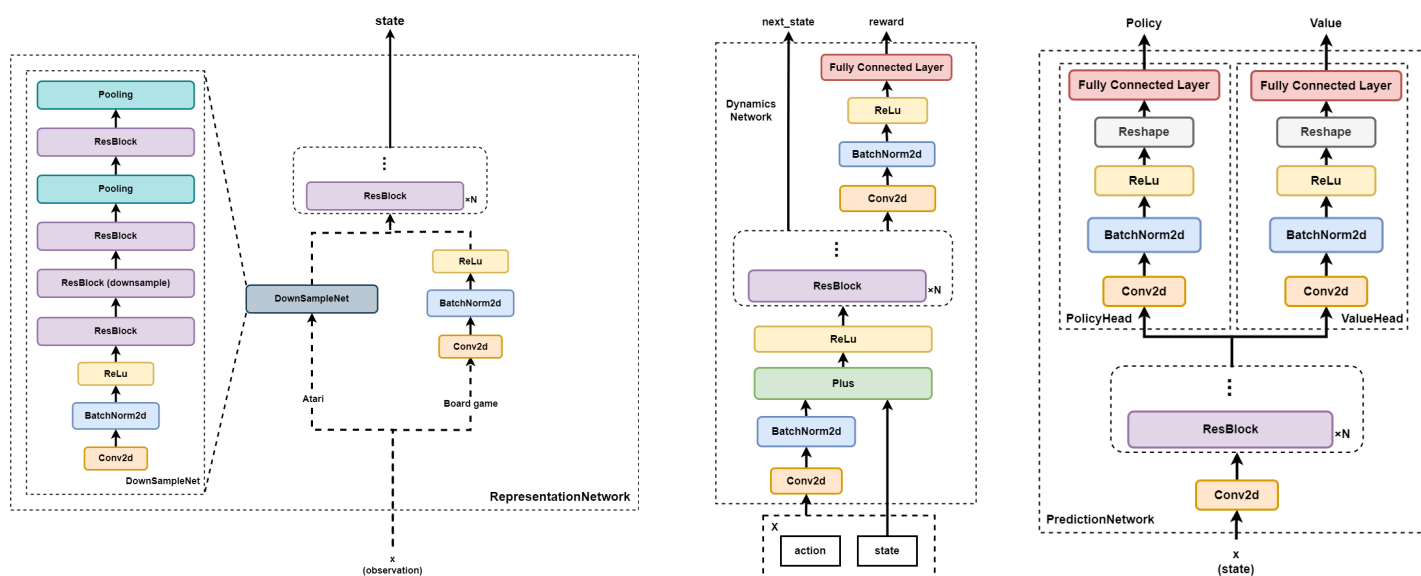 state
Pooling
ResBlock
Pooling
ResBlock
ResBlock (downsample)
ResBlock
ReLu
BatchNorm2d
Conv2d
DownSampleNet
⋮
ResBlock
×N
DownSampleNet
ReLu
BatchNorm2d
Conv2d
Atari
Board game
RepresentationNetwork
x
(observation)
next_state
reward
Fully Connected Layer
Dynamics
Network
ReLu
BatchNorm2d
Conv2d
⋮
ResBlock
×N
ReLu
Plus
BatchNorm2d
Conv2d
X
action
state
Policy
Value
Fully Connected Layer
Reshape
ReLu
BatchNorm2d
Conv2d
PolicyHead
Fully Connected Layer
Reshape
ReLu
BatchNorm2d
Conv2d
ValueHead
⋮
ResBlock
×N
Conv2d
PredictionNetwork
x
(state)